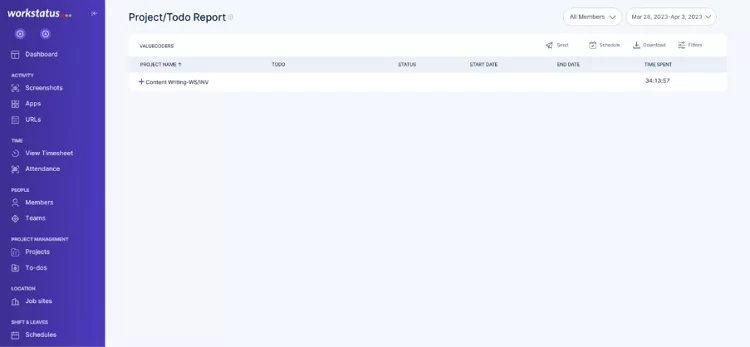 workstatus
Project/Todo Report
All Members
Mar 28, 2023-Apr 3, 2023
Dashboard
ACTIVITY
Screenshots
Apps
URLs
TIME
View Timesheet
Attendance
PEOPLE
Members
Teams
PROJECT MANAGEMENT
Projects
To-dos
LOCATION
Job sites
SHIFT & LEAVES
Schedules
VALUECODERS
Send Schedule Download Filters
PROJECT NAME ↑ TODO STATUS START DATE END DATE TIME SPENT
+ Content Writing-WS/INV 34:13:57